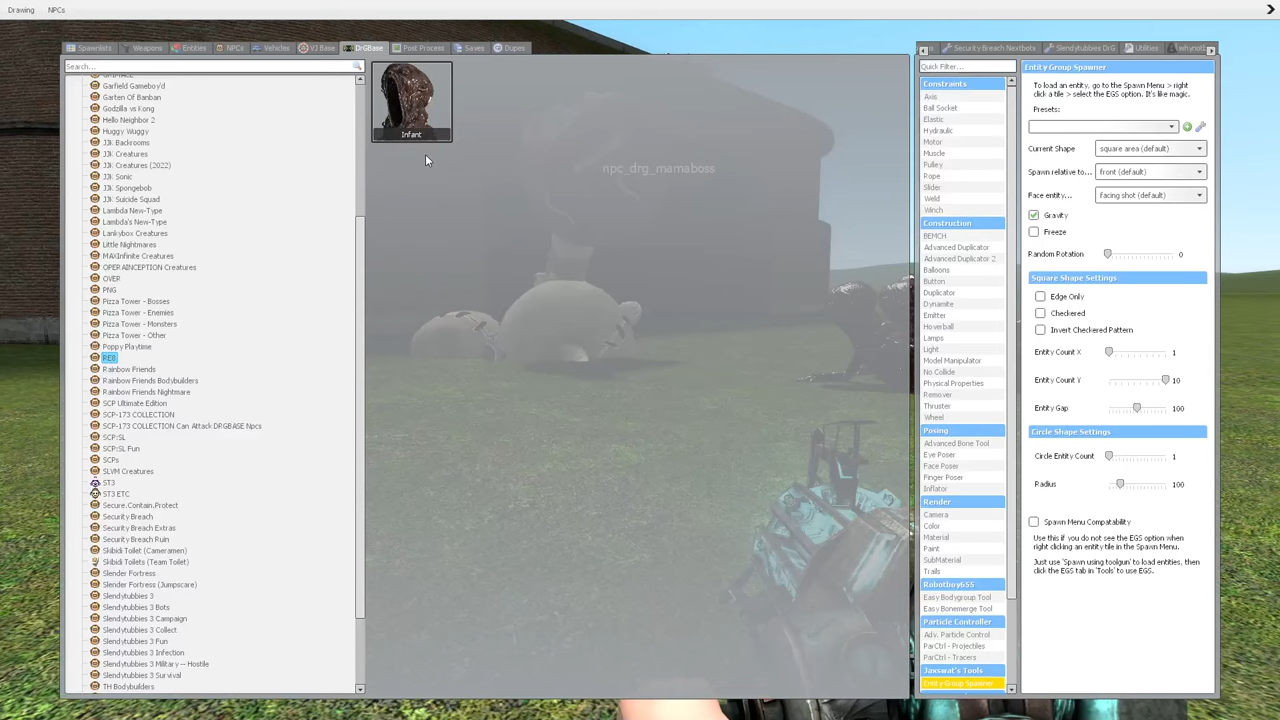 Drawing NPCs
Spawnlists Weapons Entities NPCs Vehicles VJ Base DrGBase Post Process Saves Dupes
Search...
Garfield Gameboy'd
Garten Of Banban
Godzilla vs Kong
Hello Neighbor 2
Huggy Wuggy
JJK Backrooms
JJK Creatures
JJK Creatures (2022)
JJK Sonic
JJK Spongebob
JJK Suicide Squad
Lambda New-Type
Lambda's New-Type
Lankybox Creatures
Little Nightmares
MAXInfinite Creatures
OPER AINCEPTION Creatures
OVER
PNG
Pizza Tower - Bosses
Pizza Tower - Enemies
Pizza Tower - Monsters
Pizza Tower - Other
Poppy Playtime
RE8
Rainbow Friends
Rainbow Friends Bodybuilders
Rainbow Friends Nightmare
SCP Ultimate Edition
SCP-173 COLLECTION
SCP-173 COLLECTION Can Attack DRGBASE Npcs
SCP:SL
SCP:SL Fun
SCPs
SLVM Creatures
ST3
ST3 ETC
Secure.Contain.Protect
Security Breach
Security Breach Extras
Security Breach Ruin
Skibidi Toilet (Cameramen)
Skibidi Toilets (Team Toilet)
Slender Fortress
Slender Fortress (Jumpscare)
Slendytubbies 3
Slendytubbies 3 Bots
Slendytubbies 3 Campaign
Slendytubbies 3 Collect
Slendytubbies 3 Fun
Slendytubbies 3 Infection
Slendytubbies 3 Military -- Hostile
Slendytubbies 3 Survival
TH Bodybuilders
Infant
npc_drg_mamaboss
Security Breach Nextbots Slendytubbies DrG Utilities whynotb
Quick Filter...
Constraints
Axis
Ball Socket
Elastic
Hydraulic
Motor
Muscle
Pulley
Rope
Slider
Weld
Winch
Construction
BEMCH
Advanced Duplicator
Advanced Duplicator 2
Balloons
Button
Duplicator
Dynamite
Emitter
Hoverball
Lamps
Light
Model Manipulator
No Collide
Physical Properties
Remover
Thruster
Wheel
Posing
Advanced Bone Tool
Eye Poser
Face Poser
Finger Poser
Inflator
Render
Camera
Color
Material
Paint
SubMaterial
Trails
Robotboy655
Easy Bodygroup Tool
Easy Bonemerge Tool
Particle Controller
Adv. Particle Control
ParCtrl - Projectiles
ParCtrl - Tracers
Jaxswat's Tools
Entity Group Spawner
Entity Group Spawner
To load an entity, go to the Spawn Menu > right
click a tile > select the EGS option. It's like magic.
Presets:
Current Shape square area (default)
Spawn relative to... front (default)
Face entity... facing shot (default)
Gravity
Freeze
Random Rotation 0
Square Shape Settings
Edge Only
Checkered
Invert Checkered Pattern
Entity Count X 1
Entity Count Y 10
Entity Gap 100
Circle Shape Settings
Circle Entity Count 1
Radius 100
Spawn Menu Compatability
Use this if you do not see the EGS option when
right clicking an entity tile in the Spawn Menu.
Just use 'Spawn using toolgun' to load entities, then
click the EGS tab in 'Tools' to use EGS.